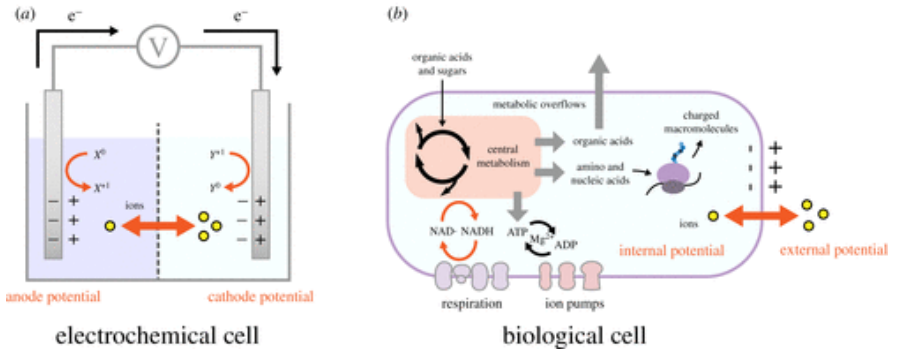 (a)
e⁻
e⁻
V
X⁰
X⁺¹
Y⁺¹
Y⁰
ions
anode potential
cathode potential
electrochemical cell
(b)
organic acids
and sugars
metabolic overflows
central
metabolism
organic acids
amino and
nucleic acids
charged
macromolecules
NAD· NADH
ATP
Mg²⁺
ADP
ions
internal potential
external potential
respiration
ion pumps
biological cell